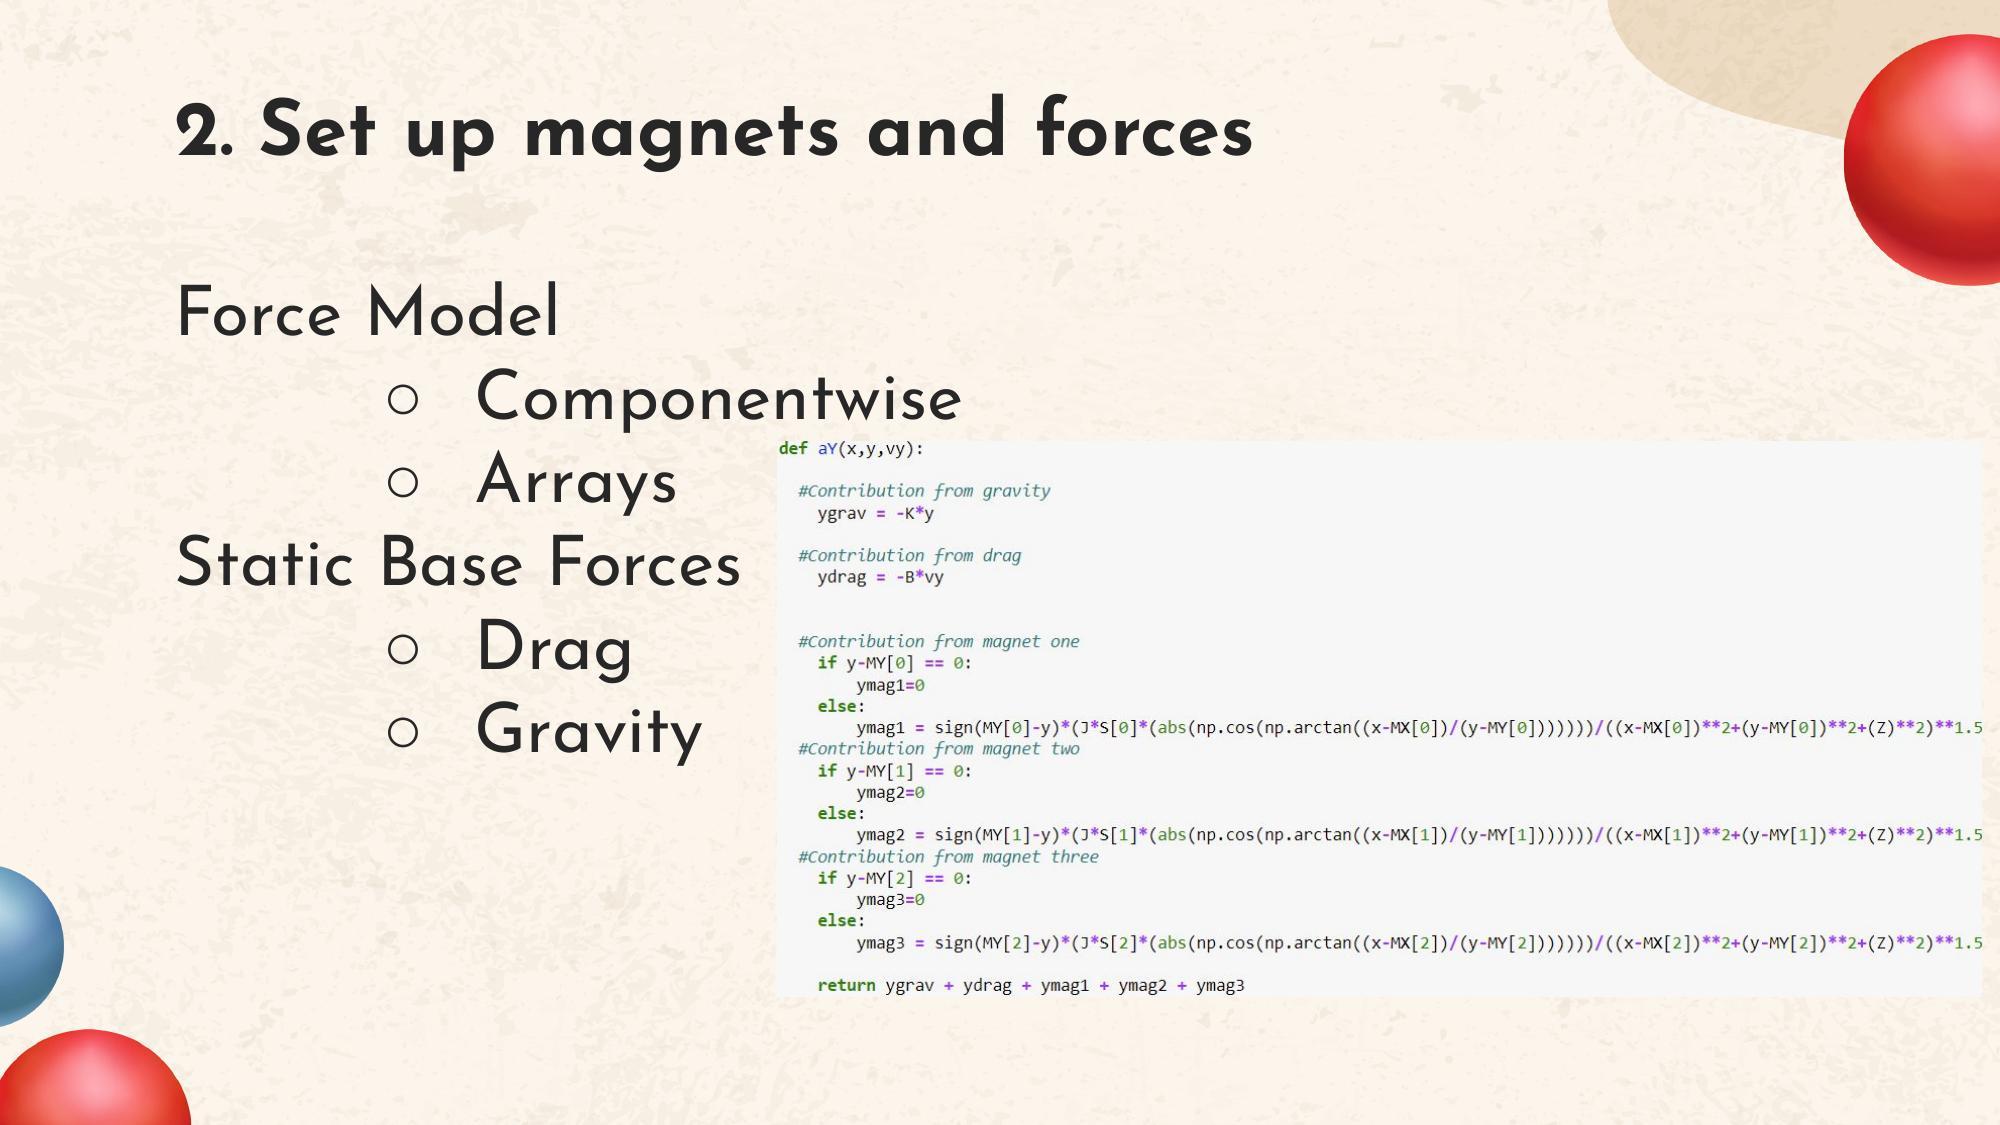 2. Set up magnets and forces
Force Model
○ Componentwise
○ Arrays
Static Base Forces
○ Drag
○ Gravity
def aY(x,y,vy):
#Contribution from gravity
ygrav = -K*y
#Contribution from drag
ydrag = -B*vy
#Contribution from magnet one
if y-MY[0] == 0:
ymag1=0
else:
ymag1 = sign(MY[0]-y)*(J*S[0]*(abs(np.cos(np.arctan((x-MX[0])/(y-MY[0]))))))/((x-MX[0])**2+(y-MY[0])**2+(Z)**2)**1.5
#Contribution from magnet two
if y-MY[1] == 0:
ymag2=0
else:
ymag2 = sign(MY[1]-y)*(J*S[1]*(abs(np.cos(np.arctan((x-MX[1])/(y-MY[1]))))))/((x-MX[1])**2+(y-MY[1])**2+(Z)**2)**1.5
#Contribution from magnet three
if y-MY[2] == 0:
ymag3=0
else:
ymag3 = sign(MY[2]-y)*(J*S[2]*(abs(np.cos(np.arctan((x-MX[2])/(y-MY[2]))))))/((x-MX[2])**2+(y-MY[2])**2+(Z)**2)**1.5
return ygrav + ydrag + ymag1 + ymag2 + ymag3